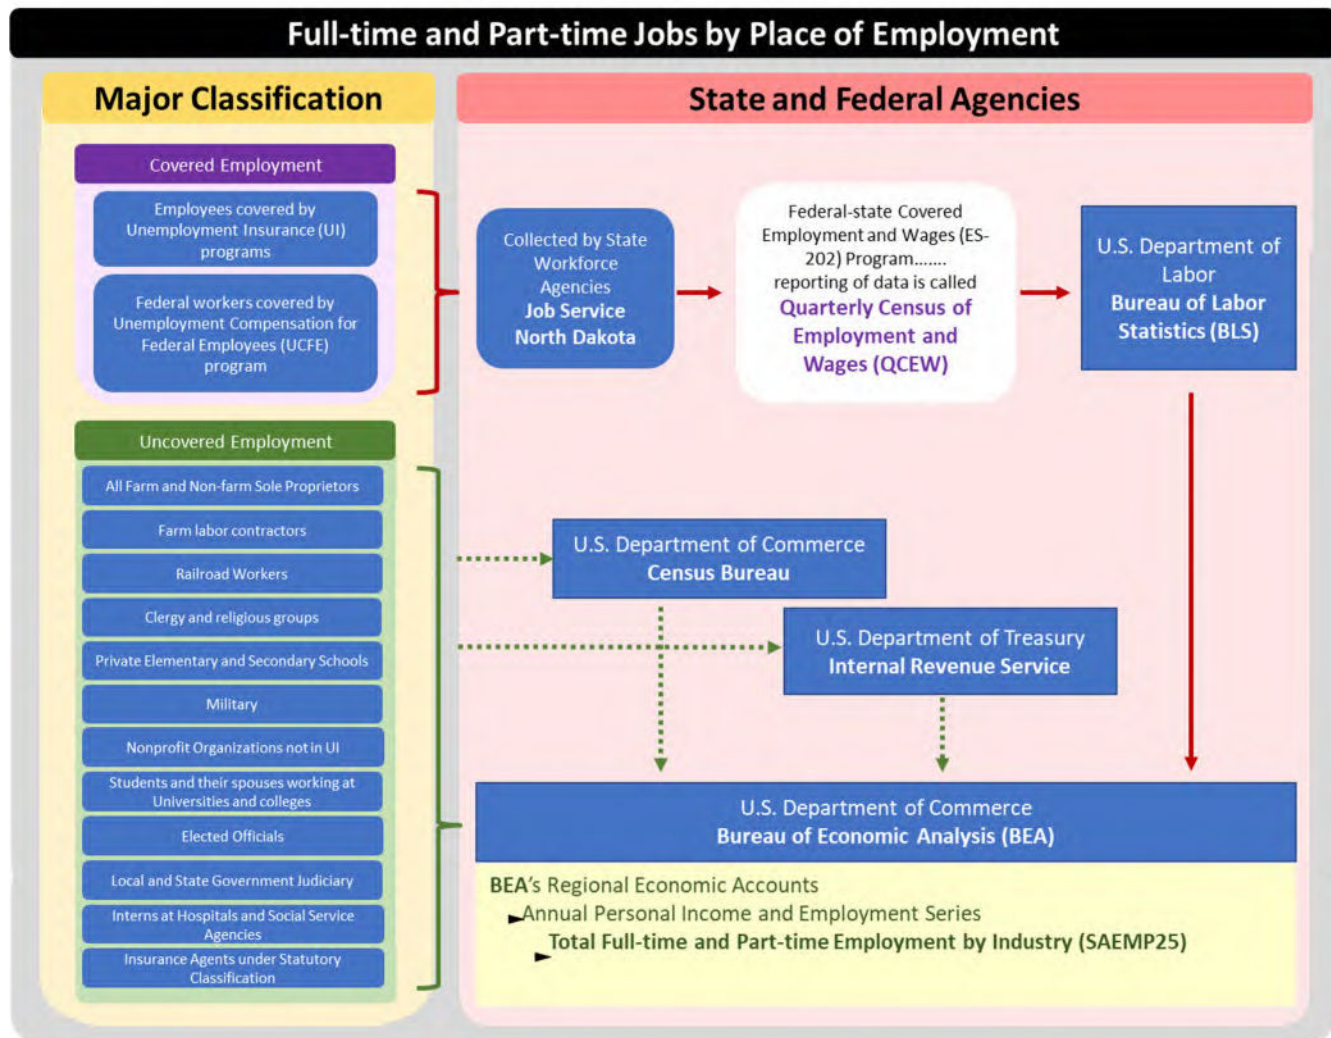 Full-time and Part-time Jobs by Place of Employment
Major Classification
Covered Employment
Employees covered by
Unemployment Insurance (UI)
programs
Federal workers covered by
Unemployment Compensation for
Federal Employees (UCFE)
program
Uncovered Employment
All Farm and Non-farm Sole Proprietors
Farm labor contractors
Railroad Workers
Clergy and religious groups
Private Elementary and Secondary Schools
Military
Nonprofit Organizations not in UI
Students and their spouses working at
Universities and colleges
Elected Officials
Local and State Government Judiciary
Interns at Hospitals and Social Service
Agencies
Insurance Agents under Statutory
Classification
State and Federal Agencies
Collected by State
Workforce
Agencies
Job Service
North Dakota
Federal-state Covered
Employment and Wages (ES-
202) Program.......
reporting of data is called
Quarterly Census of
Employment and
Wages (QCEW)
U.S. Department of
Labor
Bureau of Labor
Statistics (BLS)
U.S. Department of Commerce
Census Bureau
U.S. Department of Treasury
Internal Revenue Service
U.S. Department of Commerce
Bureau of Economic Analysis (BEA)
BEA's Regional Economic Accounts
Annual Personal Income and Employment Series
Total Full-time and Part-time Employment by Industry (SAEMP25)